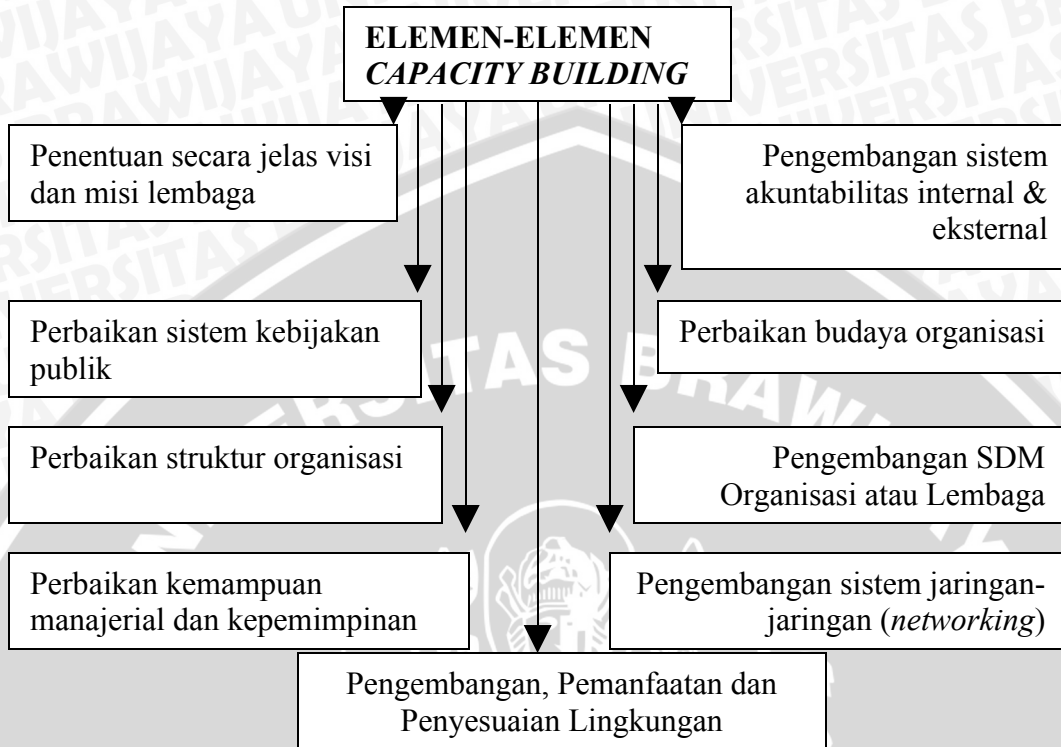 ELEMEN-ELEMEN
CAPACITY BUILDING
Penentuan secara jelas visi
dan misi lembaga
Pengembangan sistem
akuntabilitas internal &
eksternal
Perbaikan sistem kebijakan
publik
Perbaikan budaya organisasi
Perbaikan struktur organisasi
Pengembangan SDM
Organisasi atau Lembaga
Perbaikan kemampuan
manajerial dan kepemimpinan
Pengembangan sistem jaringan-
jaringan (networking)
Pengembangan, Pemanfaatan dan
Penyesuaian Lingkungan